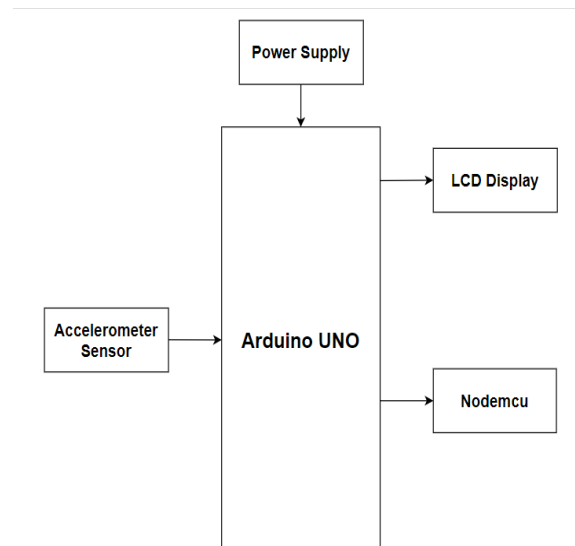 Power Supply
LCD Display
Accelerometer
Sensor
Arduino UNO
Nodemcu